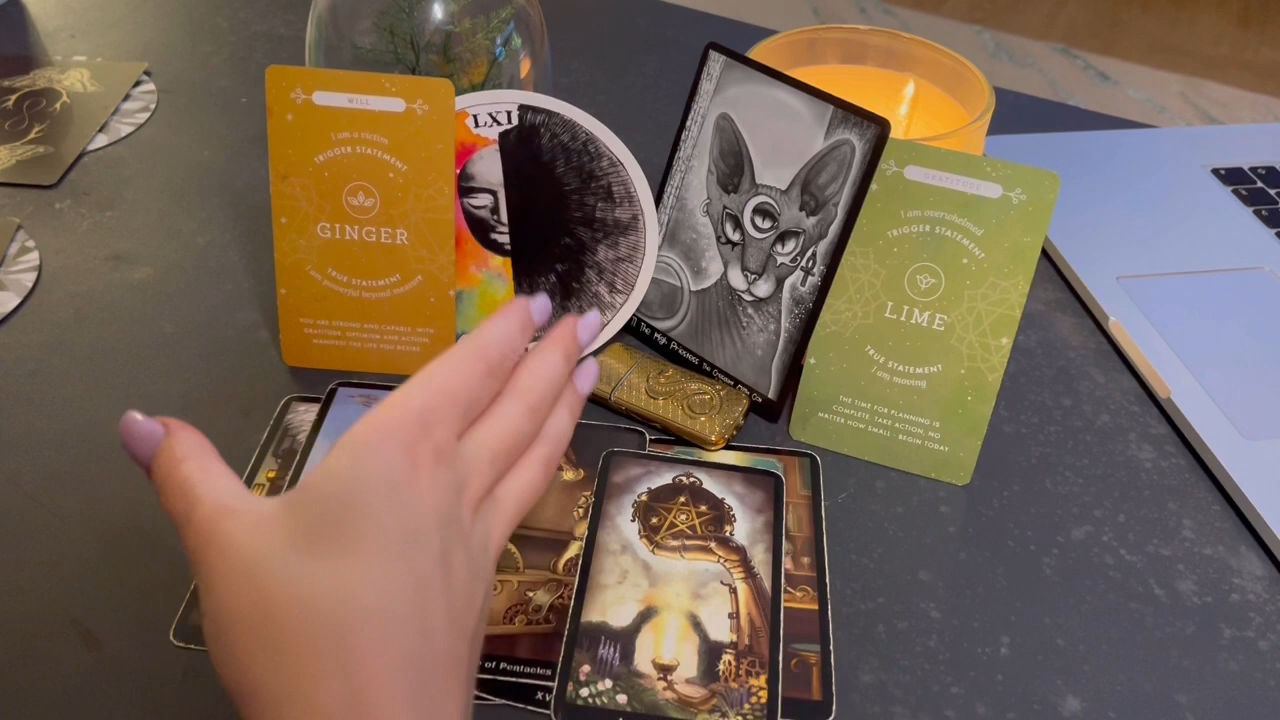 WILL
I am a victim
TRIGGER STATEMENT
GINGER
TRUE STATEMENT
I am powerful beyond measure
YOU ARE STRONG AND CAPABLE. WITH
GRATITUDE, OPTIMISM AND ACTION,
MANIFEST THE LIFE YOU DESIRE
LXI
II The High Priestess The
GRATITUDE
I am overwhelmed
TRIGGER STATEMENT
LIME
TRUE STATEMENT
I am moving
THE TIME FOR PLANNING IS
COMPLETE. TAKE ACTION, NO
MATTER HOW SMALL - BEGIN TODAY
of Pentacles
XV